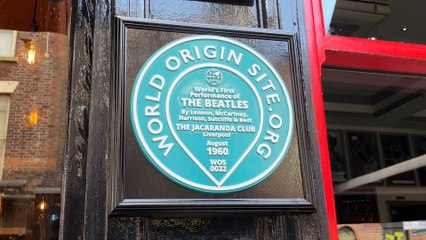 WORLD ORIGIN SITE.ORG
World's First
Performance of
THE BEATLES
By Lennon, McCartney,
Harrison, Sutcliffe & Best
THE JACARANDA CLUB
Liverpool
August
1960
WOS
0022